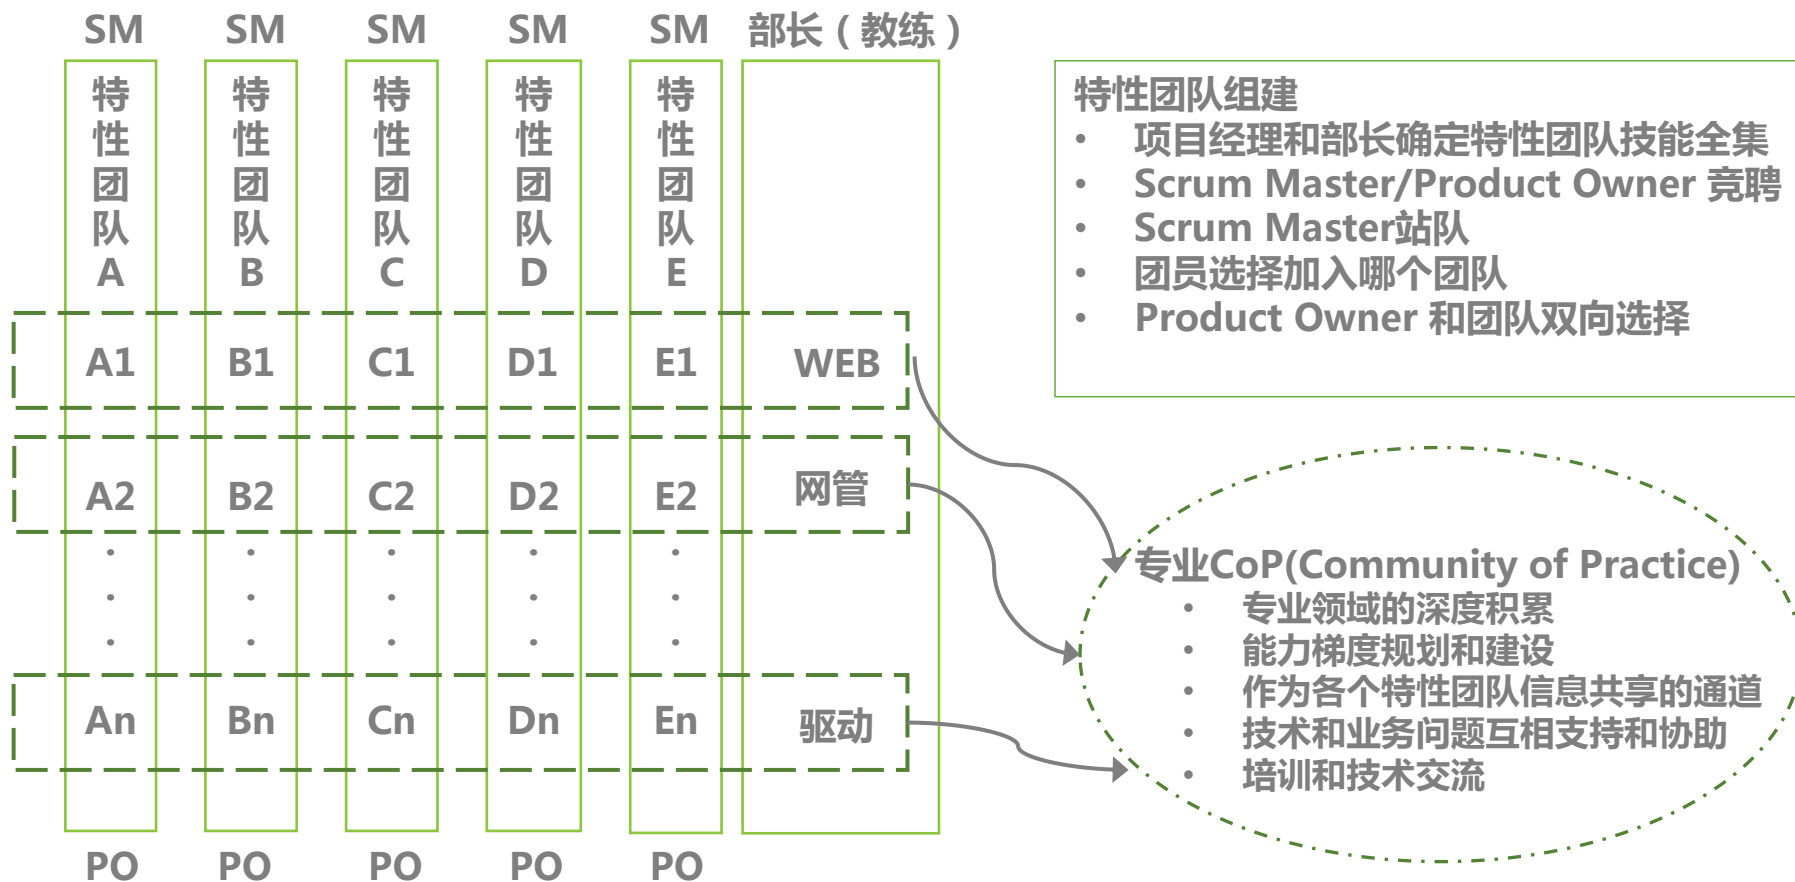 SM SM SM SM SM 部长（教练）
特性团队A
特性团队B
特性团队C
特性团队D
特性团队E
A1 B1 C1 D1 E1 WEB
A2 B2 C2 D2 E2 网管
An Bn Cn Dn En 驱动
PO PO PO PO PO
特性团队组建
• 项目经理和部长确定特性团队技能全集
• Scrum Master/Product Owner 竞聘
• Scrum Master站队
• 团员选择加入哪个团队
• Product Owner 和团队双向选择
专业CoP(Community of Practice)
• 专业领域的深度积累
• 能力梯度规划和建设
• 作为各个特性团队信息共享的通道
• 技术和业务问题互相支持和协助
• 培训和技术交流